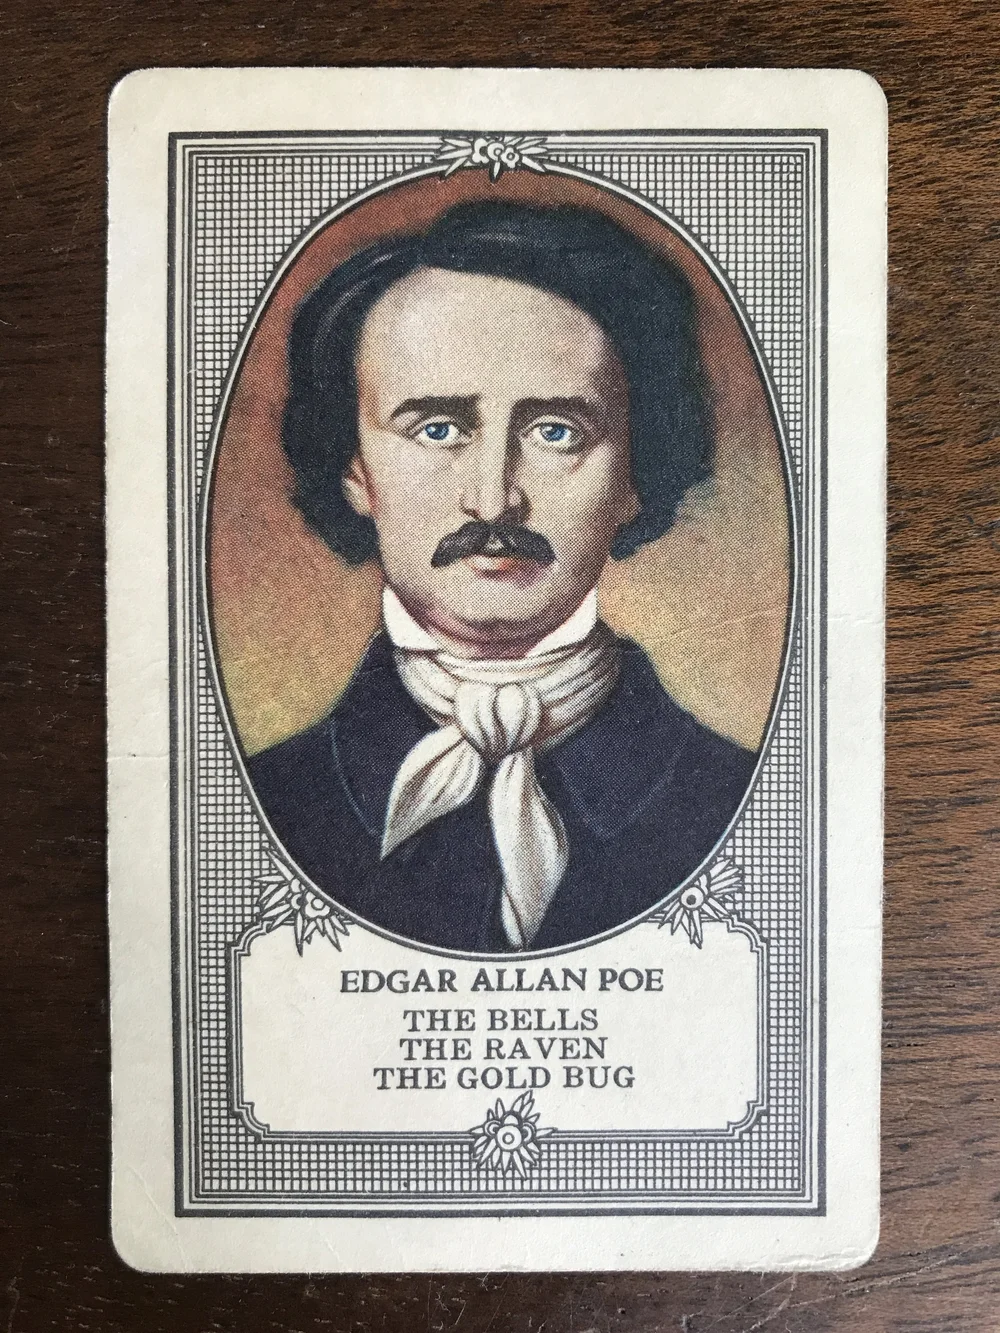 EDGAR ALLAN POE
THE BELLS
THE RAVEN
THE GOLD BUG